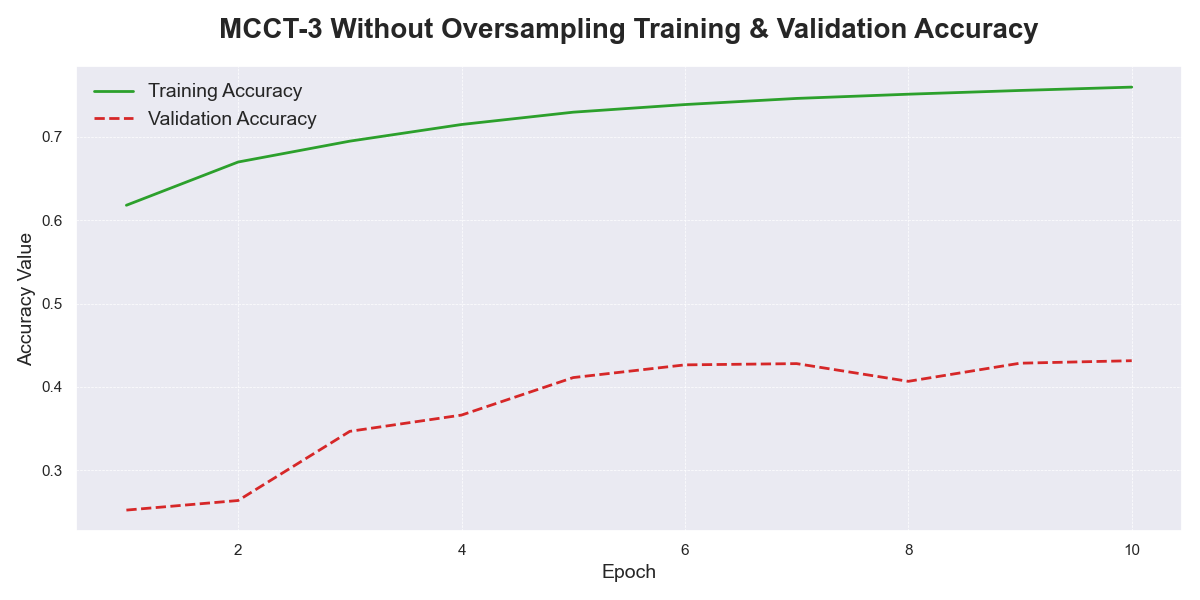 MCCT-3 Without Oversampling Training & Validation Accuracy
Training Accuracy
Validation Accuracy
Accuracy Value
0.7
0.6
0.5
0.4
0.3
2 4 6 8 10
Epoch